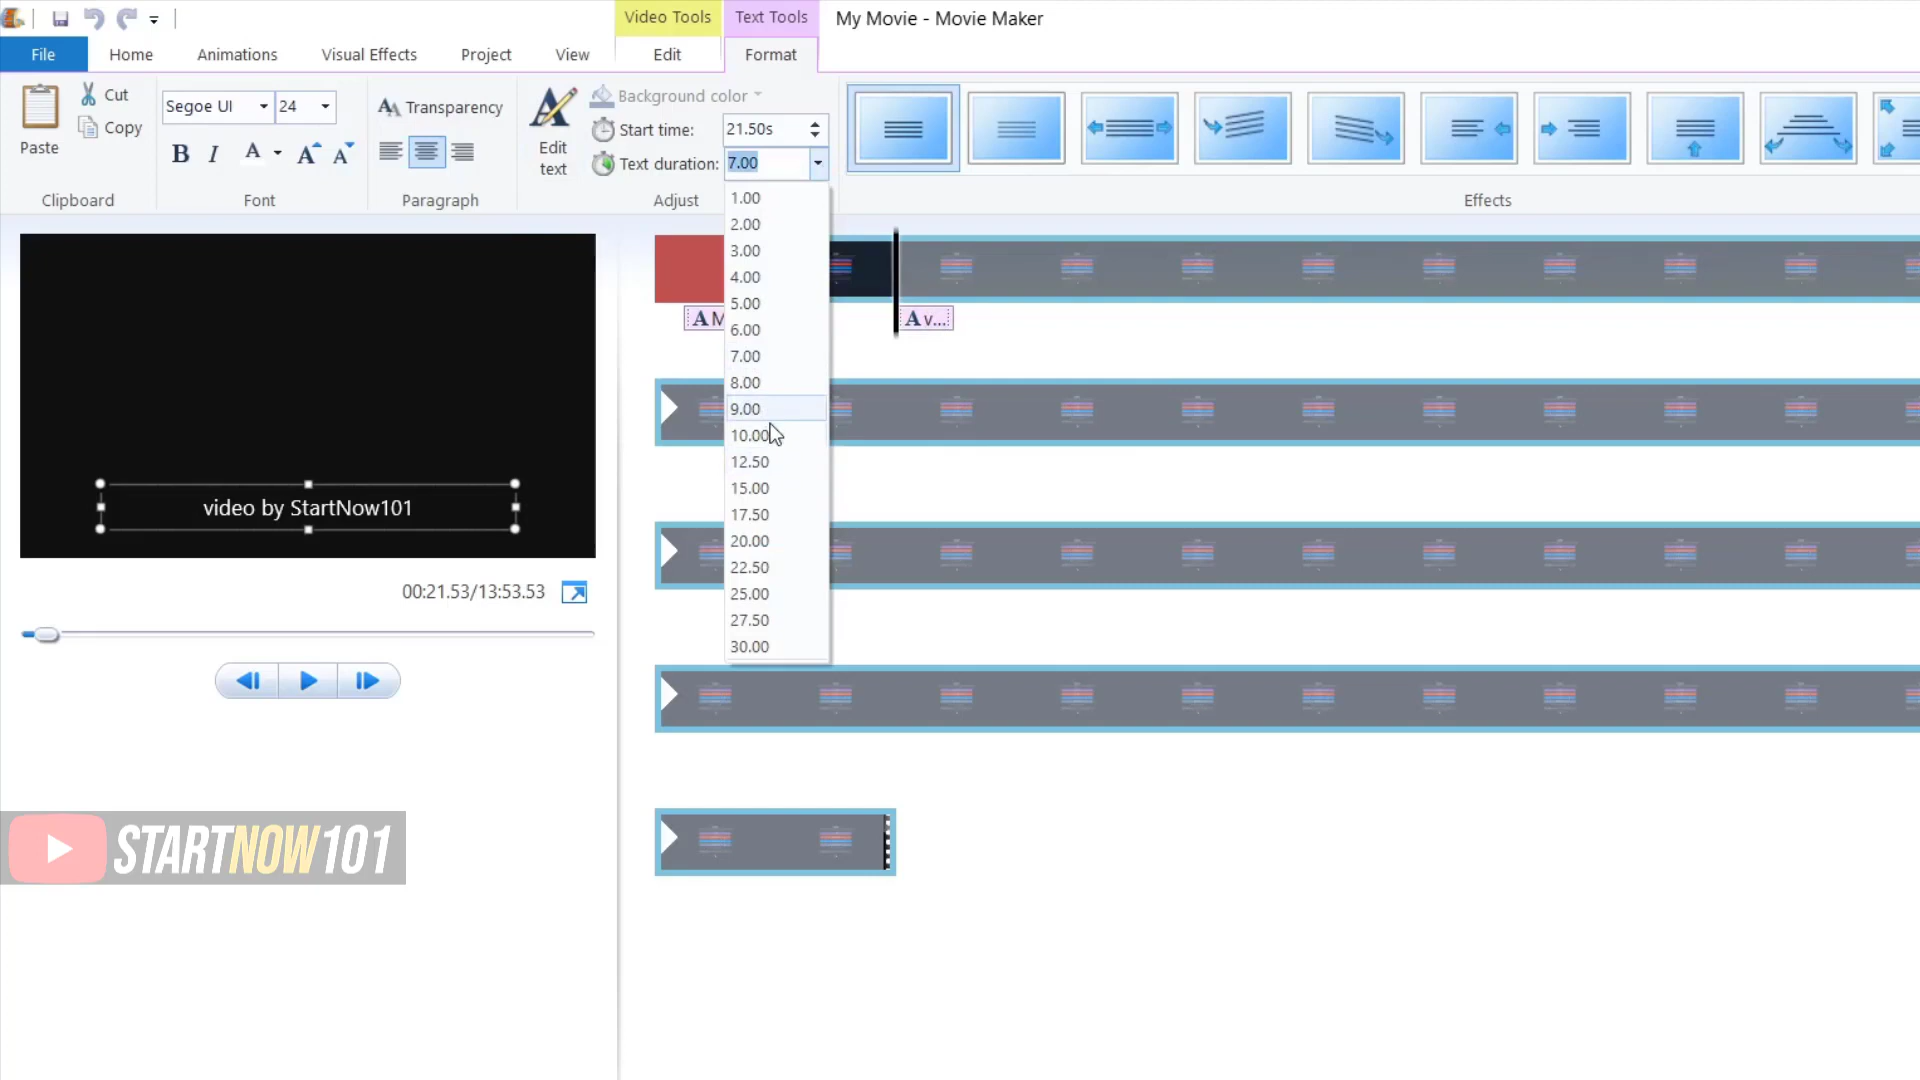 Video Tools
Text Tools
My Movie - Movie Maker
File
Home
Animations
Visual Effects
Project
View
Edit
Format
Paste
Cut
Copy
Clipboard
Segoe UI
24
B I A A A
Font
Transparency
Paragraph
Edit
text
Background color
Start time:
21.50s
Text duration:
7.00
Adjust
Effects
1.00
2.00
3.00
4.00
5.00
6.00
7.00
8.00
9.00
10.00
12.50
15.00
17.50
20.00
22.50
25.00
27.50
30.00
A M
A v...
video by StartNow101
00:21.53/13:53.53
STARTNOW101